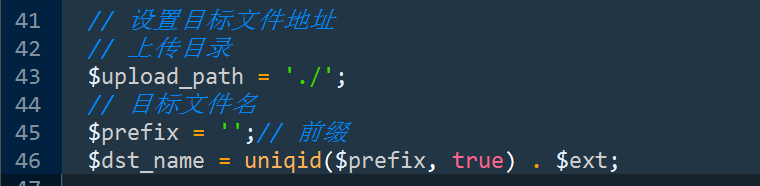 41 // 设置目标文件地址
42 // 上传目录
43 $upload_path = './';
44 // 目标文件名
45 $prefix = '';// 前缀
46 $dst_name = uniqid($prefix, true) . $ext;
47